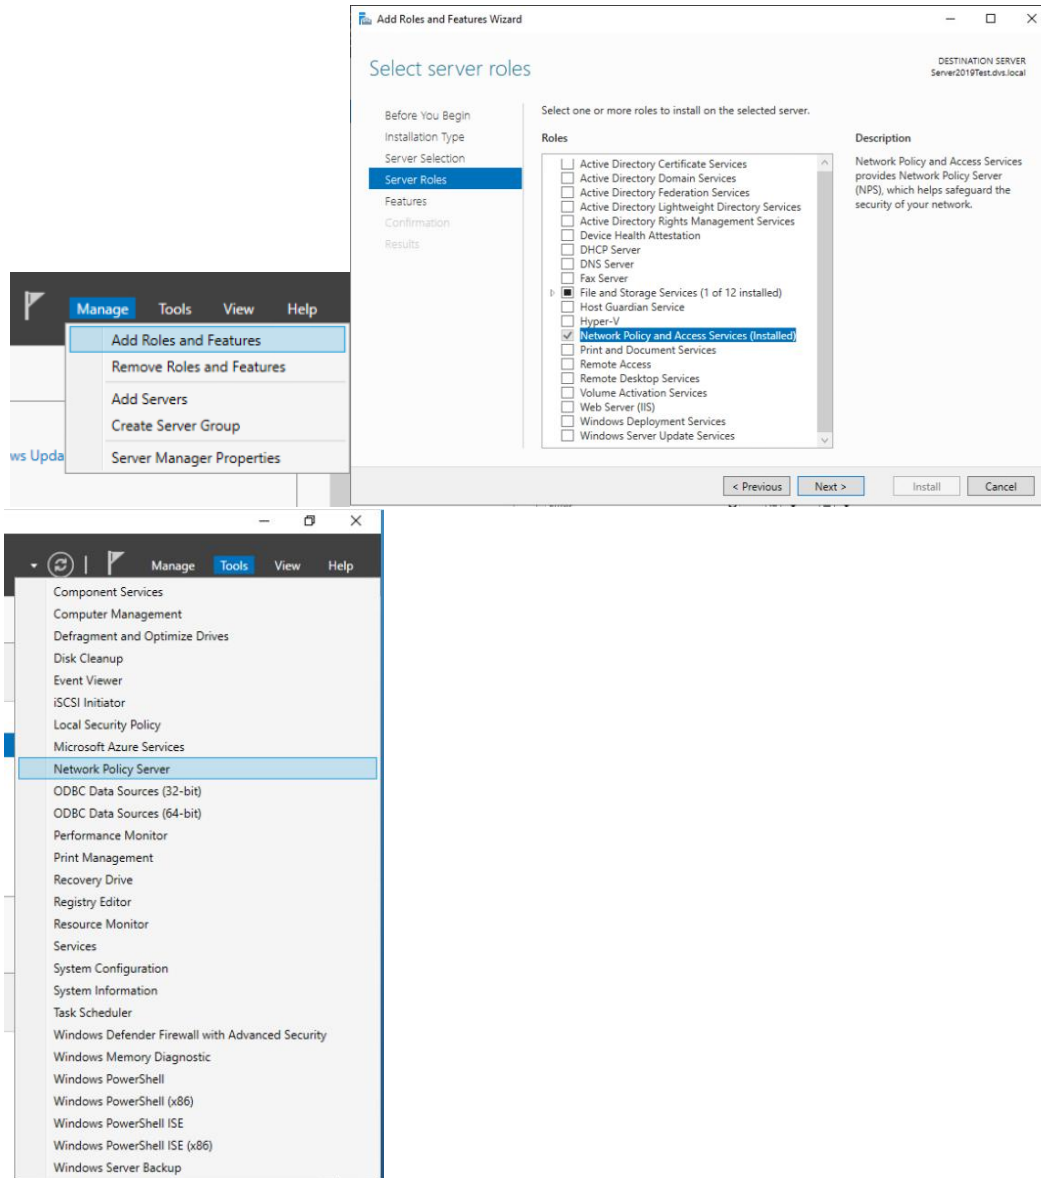 Add Roles and Features Wizard
Select server roles
DESTINATION SERVER
Server2019Test.dvs.local
Before You Begin
Installation Type
Server Selection
Server Roles
Features
Confirmation
Results
Select one or more roles to install on the selected server.
Roles
Active Directory Certificate Services
Active Directory Domain Services
Active Directory Federation Services
Active Directory Lightweight Directory Services
Active Directory Rights Management Services
Device Health Attestation
DHCP Server
DNS Server
Fax Server
File and Storage Services (1 of 12 installed)
Host Guardian Service
Hyper-V
Network Policy and Access Services (Installed)
Print and Document Services
Remote Access
Remote Desktop Services
Volume Activation Services
Web Server (IIS)
Windows Deployment Services
Windows Server Update Services
Description
Network Policy and Access Services
provides Network Policy Server
(NPS), which helps safeguard the
security of your network.
< Previous Next > Install Cancel
Manage Tools View Help
Add Roles and Features
Remove Roles and Features
Add Servers
Create Server Group
Server Manager Properties
ws Upda
Manage Tools View Help
Component Services
Computer Management
Defragment and Optimize Drives
Disk Cleanup
Event Viewer
iSCSI Initiator
Local Security Policy
Microsoft Azure Services
Network Policy Server
ODBC Data Sources (32-bit)
ODBC Data Sources (64-bit)
Performance Monitor
Print Management
Recovery Drive
Registry Editor
Resource Monitor
Services
System Configuration
System Information
Task Scheduler
Windows Defender Firewall with Advanced Security
Windows Memory Diagnostic
Windows PowerShell
Windows PowerShell (x86)
Windows PowerShell ISE
Windows PowerShell ISE (x86)
Windows Server Backup